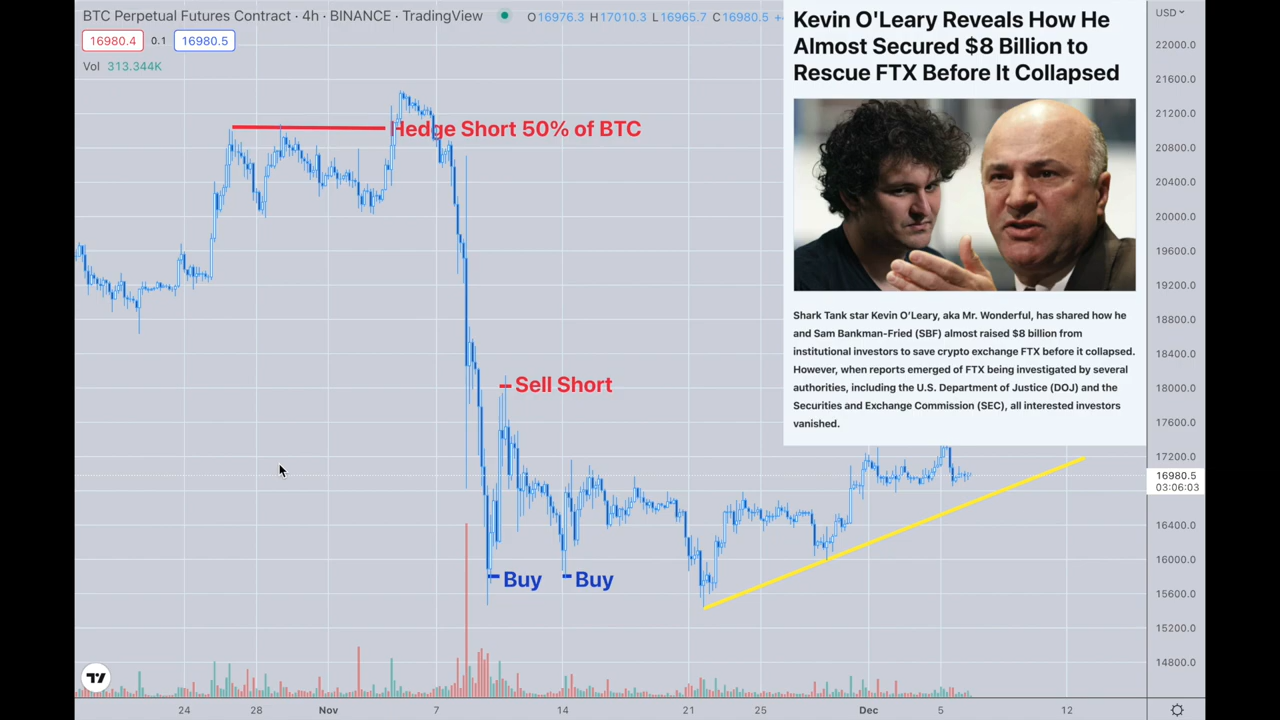 BTC Perpetual Futures Contract · 4h · BINANCE · TradingView O16976.3 H17010.3 L16965.7 C16980.5
16980.4 0.1 16980.5
Vol 313.344K
Kevin O'Leary Reveals How He
Almost Secured $8 Billion to
Rescue FTX Before It Collapsed
Shark Tank star Kevin O'Leary, aka Mr. Wonderful, has shared how he
and Sam Bankman-Fried (SBF) almost raised $8 billion from
institutional investors to save crypto exchange FTX before it collapsed.
However, when reports emerged of FTX being investigated by several
authorities, including the U.S. Department of Justice (DOJ) and the
Securities and Exchange Commission (SEC), all interested investors
vanished.
Hedge Short 50% of BTC
Sell Short
Buy
Buy
USD
22000.0
21600.0
21200.0
20800.0
20400.0
20000.0
19600.0
19200.0
18800.0
18400.0
18000.0
17600.0
17200.0
16980.5
03:06:03
16400.0
16000.0
15600.0
15200.0
14800.0
24 28 Nov 7 14 21 25 Dec 5 12